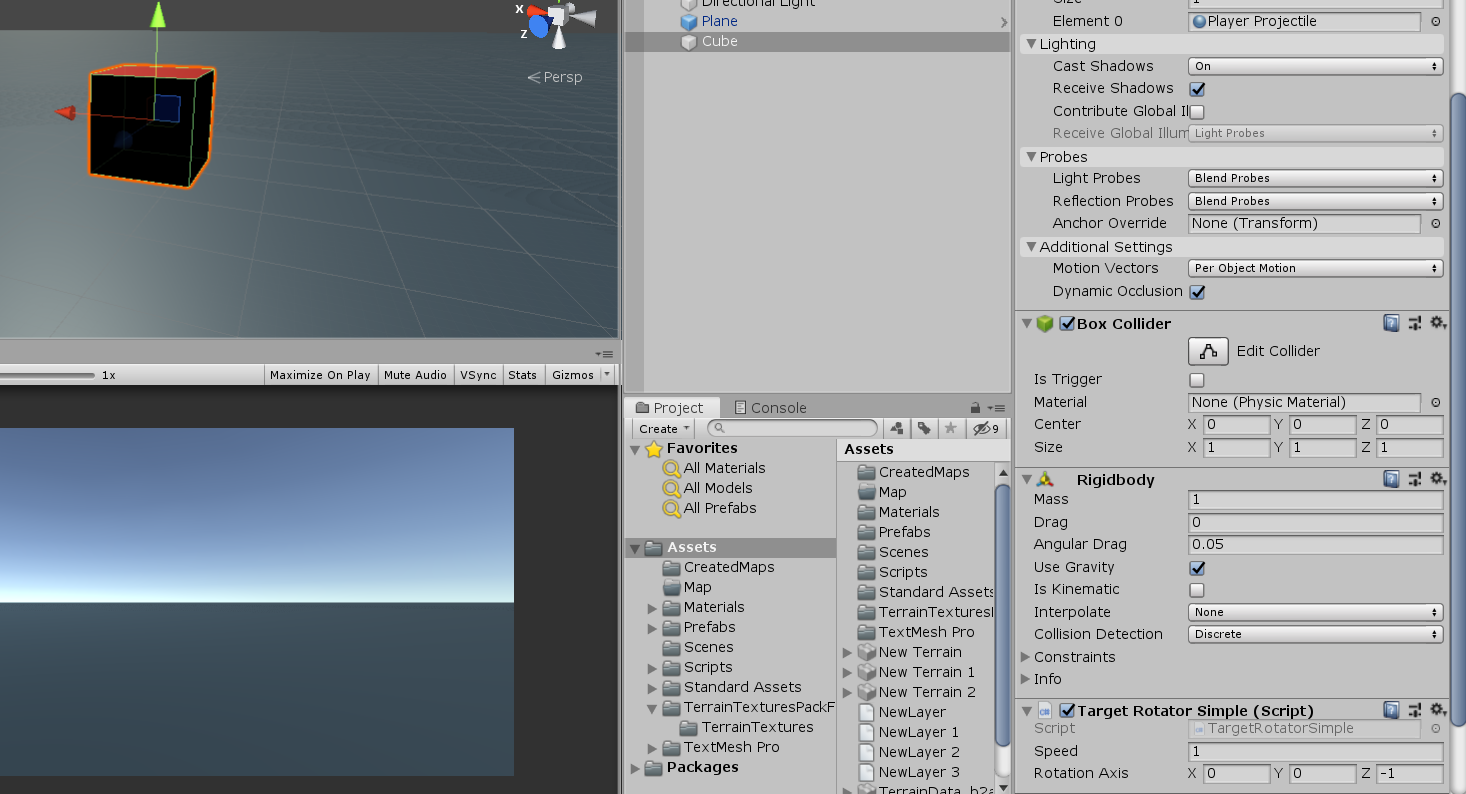 X
Z
Persp
1x
Maximize On Play Mute Audio VSync Stats Gizmos
Directional Light
Plane
Cube
Project Console
Create
9
Favorites
All Materials
All Models
All Prefabs
Assets
CreatedMaps
Map
Materials
Prefabs
Scenes
Scripts
Standard Assets
TerrainTexturesPackF
TerrainTextures
TextMesh Pro
Packages
Assets
CreatedMaps
Map
Materials
Prefabs
Scenes
Scripts
Standard Assets
TerrainTextures
TextMesh Pro
New Terrain
New Terrain 1
New Terrain 2
NewLayer
NewLayer 1
NewLayer 2
NewLayer 3
Size 1
Element 0 Player Projectile
Lighting
Cast Shadows On
Receive Shadows
Contribute Global Il
Receive Global Illum Light Probes
Probes
Light Probes Blend Probes
Reflection Probes Blend Probes
Anchor Override None (Transform)
Additional Settings
Motion Vectors Per Object Motion
Dynamic Occlusion
Box Collider
Edit Collider
Is Trigger
Material None (Physic Material)
Center X 0 Y 0 Z 0
Size X 1 Y 1 Z 1
Rigidbody
Mass 1
Drag 0
Angular Drag 0.05
Use Gravity
Is Kinematic
Interpolate None
Collision Detection Discrete
Constraints
Info
c#
Target Rotator Simple (Script)
Script TargetRotatorSimple
Speed 1
Rotation Axis X 0 Y 0 Z -1